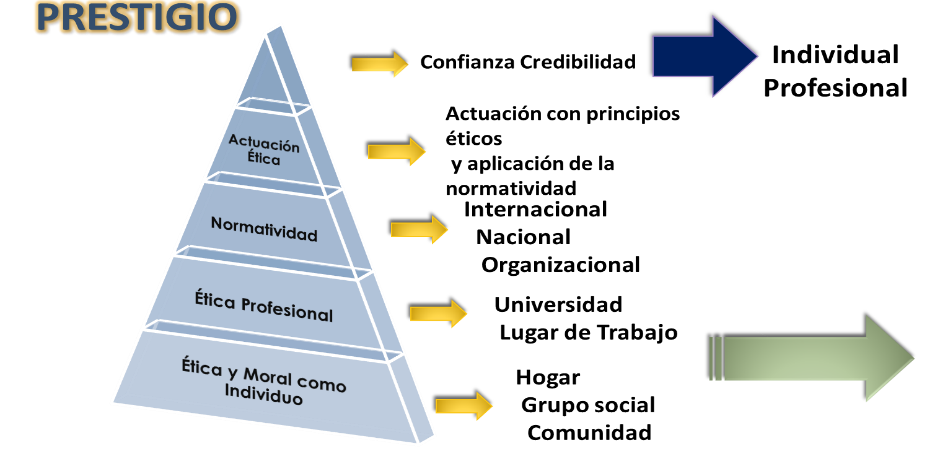 PRESTIGIO
Confianza Credibilidad
Individual
Profesional
Actuación
Ética
Actuación con principios
éticos
y aplicación de la
normatividad
Normatividad
Internacional
Nacional
Organizacional
Ética Profesional
Universidad
Lugar de Trabajo
Ética y Moral como
Individuo
Hogar
Grupo social
Comunidad